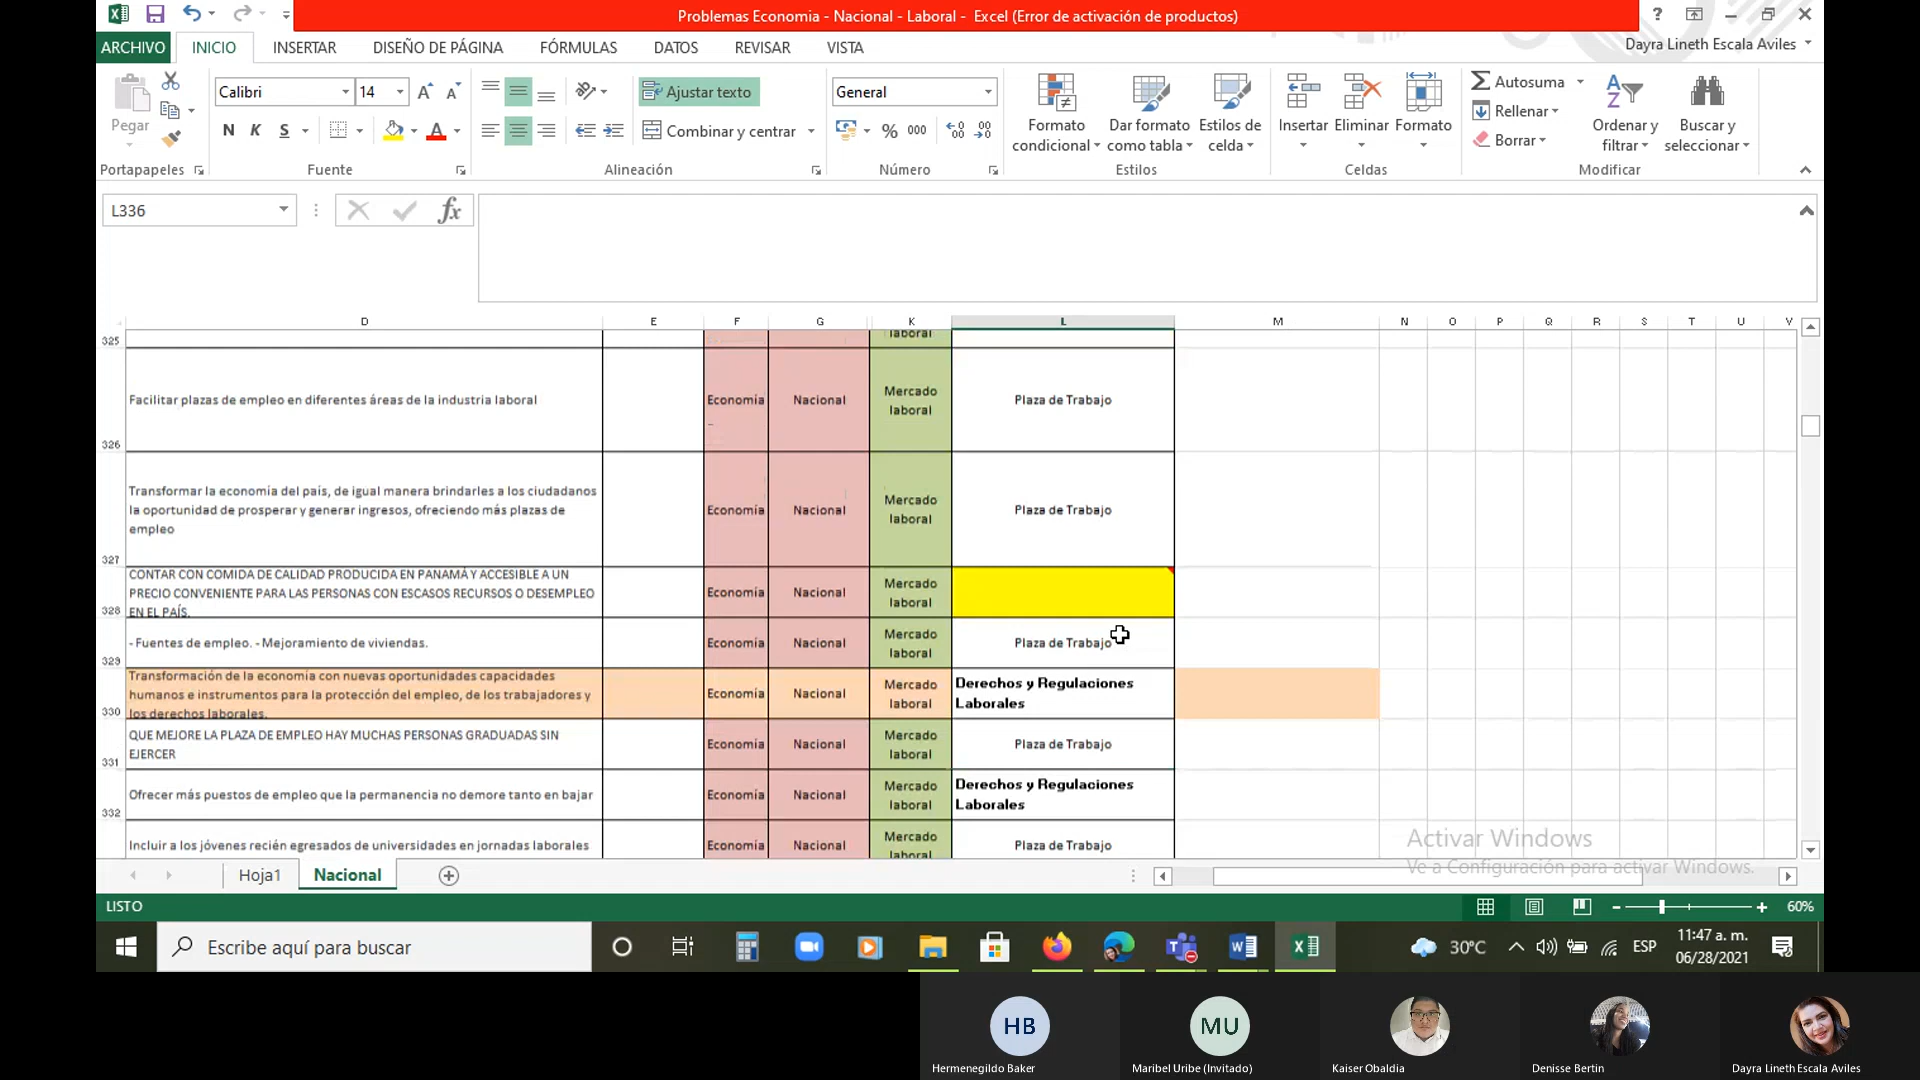 Problemas Economia - Nacional - Laboral - Excel (Error de activación de productos)
?
ARCHIVO INICIO INSERTAR DISEÑO DE PÁGINA FÓRMULAS DATOS REVISAR VISTA Dayra Lineth Escala Aviles
Pegar
Portapapeles
Calibri 14
N K S
Fuente
Ajustar texto
Combinar y centrar
Alineación
General
% 000
Número
Formato condicional
Dar formato como tabla
Estilos de celda
Estilos
Insertar Eliminar Formato
Celdas
Autosuma
Rellenar
Borrar
Ordenar y filtrar
Buscar y seleccionar
Modificar
L336
fx
D E F G K L M N O P Q R S T U V
325 laboral
326 Facilitar plazas de empleo en diferentes áreas de la industria laboral Economía Nacional Mercado laboral Plaza de Trabajo
327 Transformar la economía del país, de igual manera brindarles a los ciudadanos
la oportunidad de prosperar y generar ingresos, ofreciendo más plazas de
empleo Economía Nacional Mercado laboral Plaza de Trabajo
328 CONTAR CON COMIDA DE CALIDAD PRODUCIDA EN PANAMÁ Y ACCESIBLE A UN
PRECIO CONVENIENTE PARA LAS PERSONAS CON ESCASOS RECURSOS O DESEMPLEO
EN EL PAÍS. Economía Nacional Mercado laboral
329 - Fuentes de empleo. - Mejoramiento de viviendas. Economía Nacional Mercado laboral Plaza de Trabajo
330 Transformación de la economía con nuevas oportunidades capacidades
humanos e instrumentos para la protección del empleo, de los trabajadores y
los derechos laborales. Economía Nacional Mercado laboral Derechos y Regulaciones Laborales
331 QUE MEJORE LA PLAZA DE EMPLEO HAY MUCHAS PERSONAS GRADUADAS SIN
EJERCER Economía Nacional Mercado laboral Plaza de Trabajo
332 Ofrecer más puestos de empleo que la permanencia no demore tanto en bajar Economía Nacional Mercado laboral Derechos y Regulaciones Laborales
Incluir a los jóvenes recién egresados de universidades en jornadas laborales Economía Nacional Mercado laboral Plaza de Trabajo
Activar Windows
Ve a Configuración para activar Windows.
Hoja1 Nacional
LISTO 60%
Escribe aquí para buscar
30°C ESP 11:47 a. m.
06/28/2021
HB MU
Hermenegildo Baker Maribel Uribe (Invitado) Kaiser Obaldia Denisse Bertin Dayra Lineth Escala Aviles